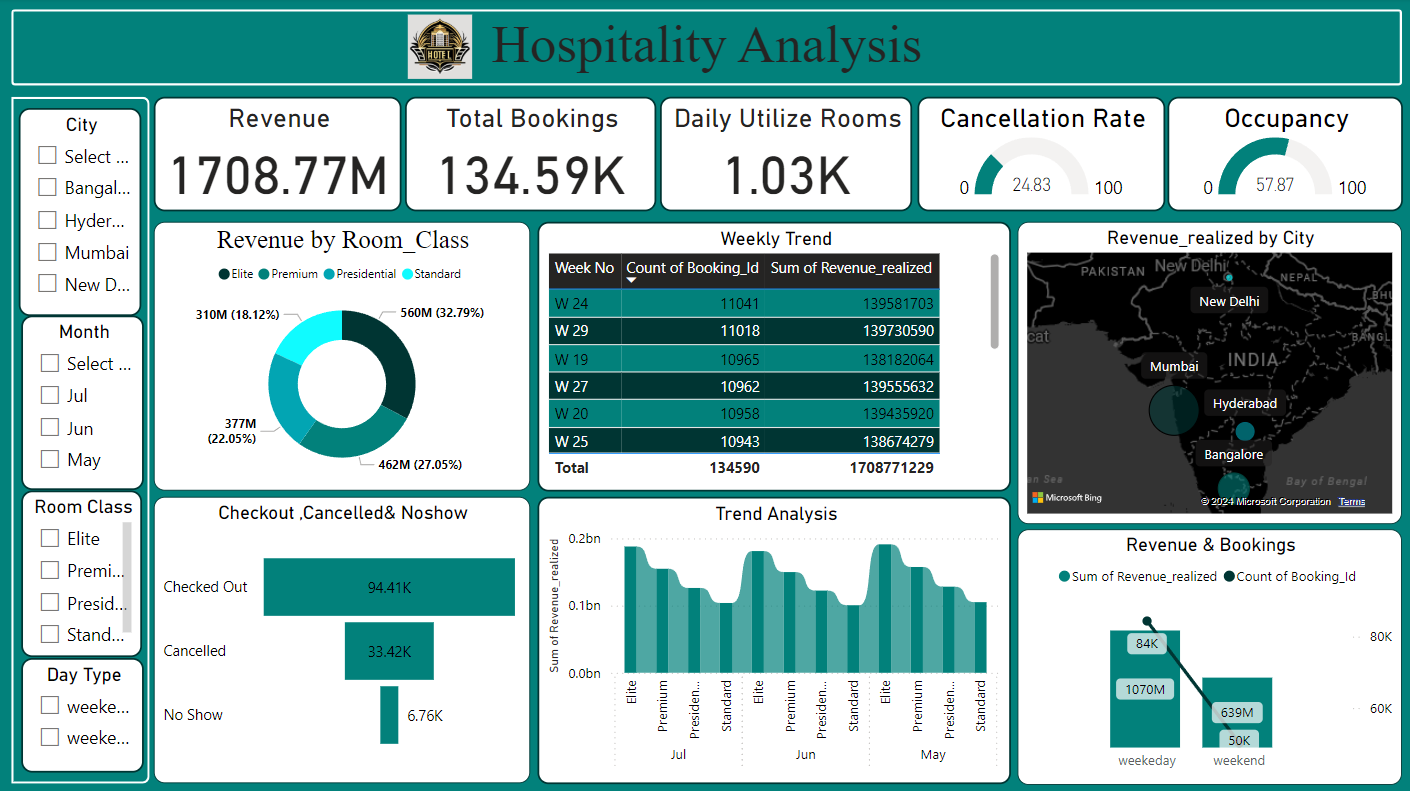 HOTEL
Hospitality Analysis
City
Select ...
Bangal...
Hyder...
Mumbai
New D...
Month
Select ...
Jul
Jun
May
Room Class
Elite
Premi...
Presid...
Stand...
Day Type
weeke...
weeke...
Revenue
1708.77M
Total Bookings
134.59K
Daily Utilize Rooms
1.03K
Cancellation Rate
0 24.83 100
Occupancy
0 57.87 100
Revenue by Room_Class
Elite Premium Presidential Standard
310M (18.12%)
560M (32.79%)
377M
(22.05%)
462M (27.05%)
Weekly Trend
Week No Count of Booking_Id Sum of Revenue_realized
W 24 11041 139581703
W 29 11018 139730590
W 19 10965 138182064
W 27 10962 139555632
W 20 10958 139435920
W 25 10943 138674279
Total 134590 1708771229
Revenue_realized by City
PAKISTAN New Delhi NEPAL
BHU
New Delhi
BANGL
cat
INDIA
Mumbai
Hyderabad
Bangalore
an Sea
Bay of Bengal
Microsoft Bing
© 2024 Microsoft Corporation Terms
Checkout ,Cancelled& Noshow
Checked Out 94.41K
Cancelled 33.42K
No Show 6.76K
Trend Analysis
Sum of Revenue_realized
0.2bn
0.1bn
0.0bn
Elite Premium Presiden... Standard Elite Premium Presiden... Standard Elite Premium Presiden... Standard
Jul Jun May
Revenue & Bookings
Sum of Revenue_realized Count of Booking_Id
84K
80K
1070M
639M
60K
50K
weekeday weekend